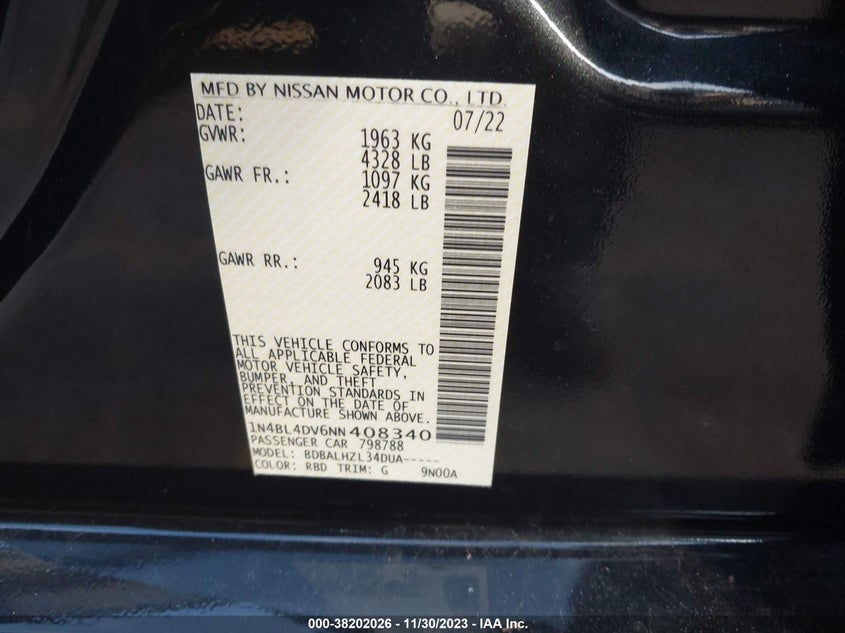 MFD BY NISSAN MOTOR CO., LTD.
DATE: 07/22
GVWR: 1963 KG
4328 LB
GAWR FR.: 1097 KG
2418 LB
GAWR RR.: 945 KG
2083 LB
THIS VEHICLE CONFORMS TO
ALL APPLICABLE FEDERAL
MOTOR VEHICLE SAFETY,
BUMPER, AND THEFT
PREVENTION STANDARDS IN
EFFECT ON THE DATE OF
MANUFACTURE SHOWN ABOVE.
1N4BL4DV6NN408340
PASSENGER CAR 798788
MODEL: BDBALHZL34DUA-----
COLOR: RBD TRIM: G 9N00A
000-38202026 - 11/30/2023 - IAA Inc.